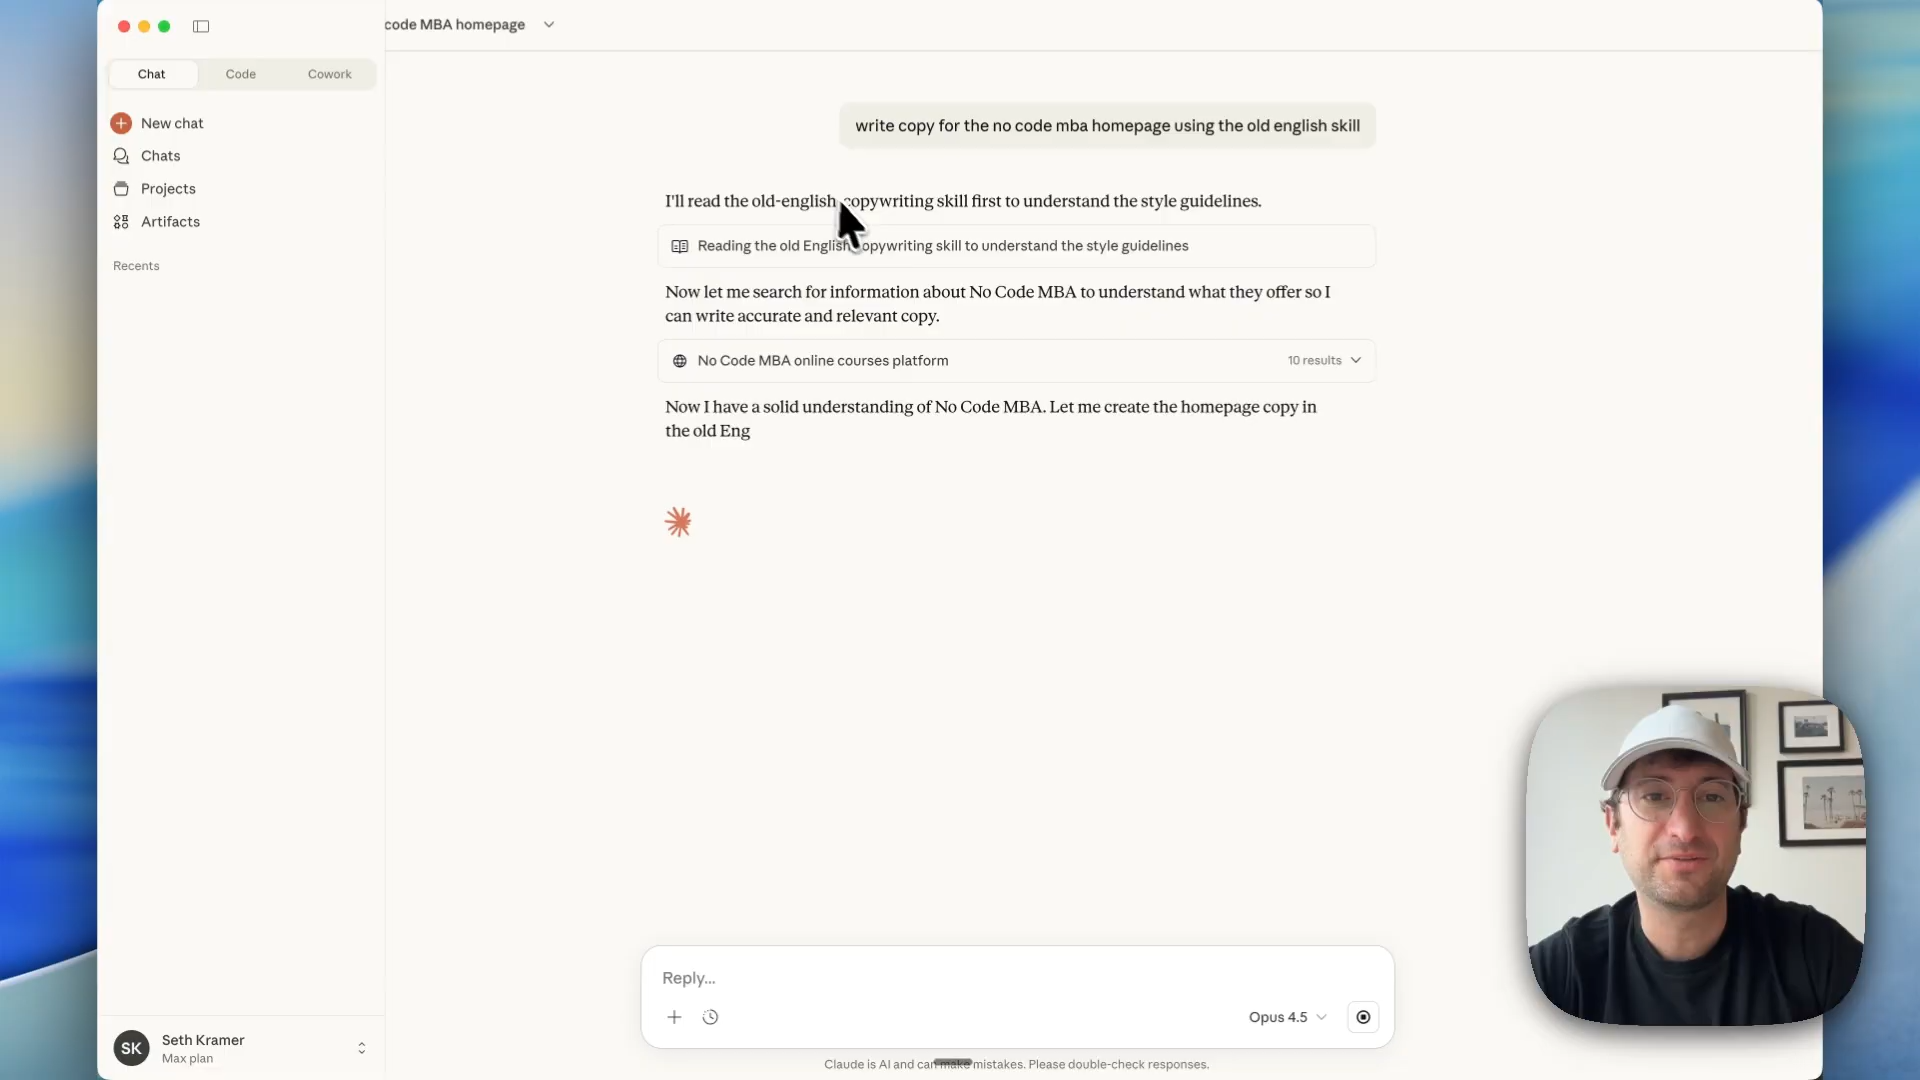 code MBA homepage
Chat
Code
Cowork
New chat
Chats
Projects
Artifacts
Recents
write copy for the no code mba homepage using the old english skill
I'll read the old-english copywriting skill first to understand the style guidelines.
Reading the old English copywriting skill to understand the style guidelines
Now let me search for information about No Code MBA to understand what they offer so I
can write accurate and relevant copy.
No Code MBA online courses platform
10 results
Now I have a solid understanding of No Code MBA. Let me create the homepage copy in
the old Eng
Reply...
Opus 4.5
SK
Seth Kramer
Max plan
Claude is AI and can make mistakes. Please double-check responses.